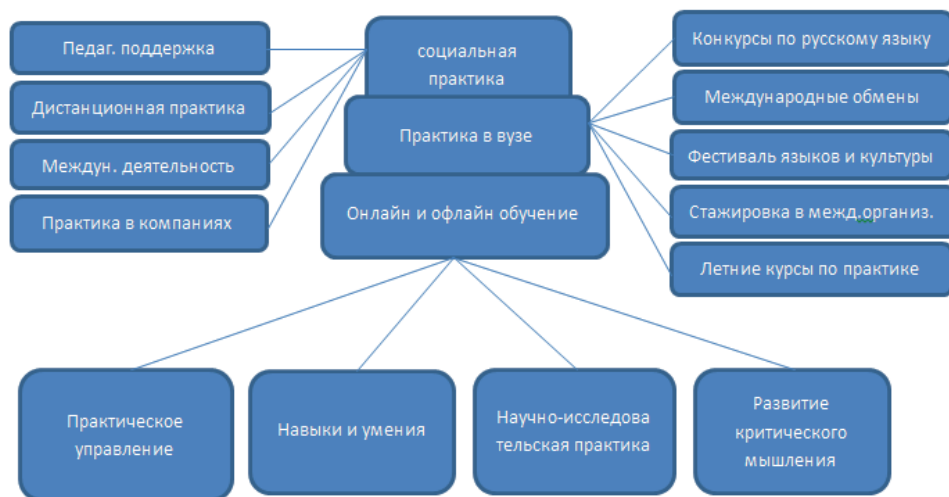 Педаг. поддержка
Дистанционная практика
Междун. деятельность
Практика в компаниях
социальная
практика
Практика в вузе
Онлайн и офлайн обучение
Конкурсы по русскому языку
Международные обмены
Фестиваль языков и культуры
Стажировка в межд.организ.
Летние курсы по практике
Практическое
управление
Навыки и умения
Научно-исследова
тельская практика
Развитие
критического
мышления